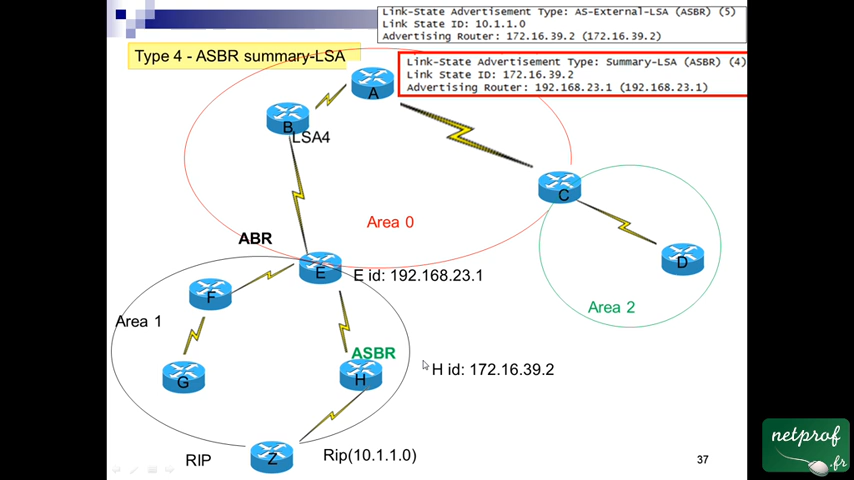 Link-State Advertisement Type: AS-External-LSA (ASBR) (5)
Link State ID: 10.1.1.0
Advertising Router: 172.16.39.2 (172.16.39.2)
Type 4 - ASBR summary-LSA
Link-State Advertisement Type: Summary-LSA (ASBR) (4)
Link State ID: 172.16.39.2
Advertising Router: 192.168.23.1 (192.168.23.1)
A
B
LSA4
C
Area 0
ABR
D
E
E id: 192.168.23.1
F
Area 2
Area 1
ASBR
G
H
H id: 172.16.39.2
Z
RIP
Rip(10.1.1.0)
37
netprof
.fr